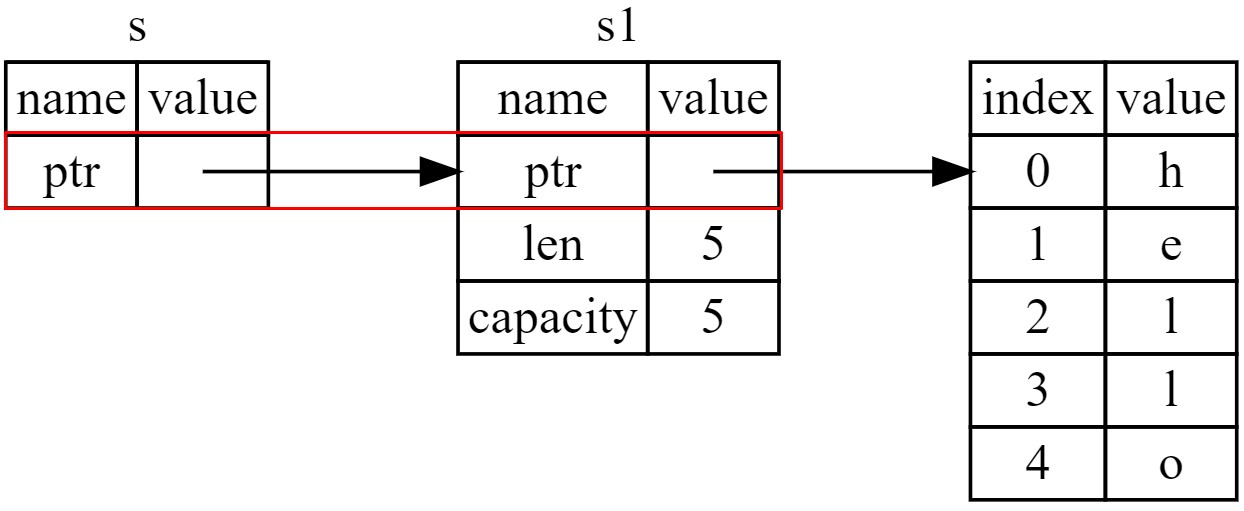 s s1
name value name value index value
ptr ptr 0 h
len 5 1 e
capacity 5 2 l
3 l
4 o